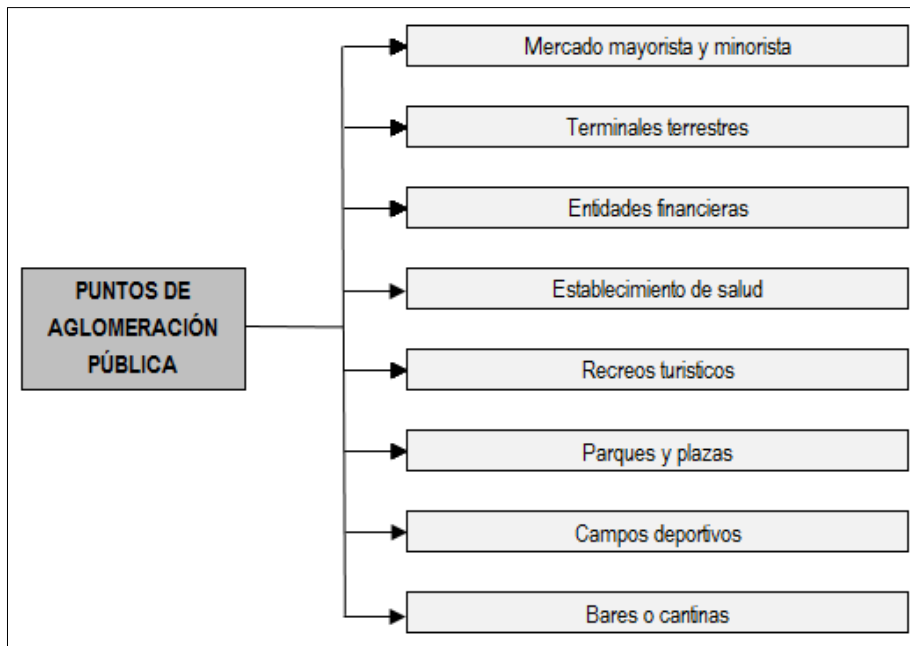 Mercado mayorista y minorista
Terminales terrestres
Entidades financieras
PUNTOS DE
AGLOMERACIÓN
PÚBLICA
Establecimiento de salud
Recreos turisticos
Parques y plazas
Campos deportivos
Bares o cantinas